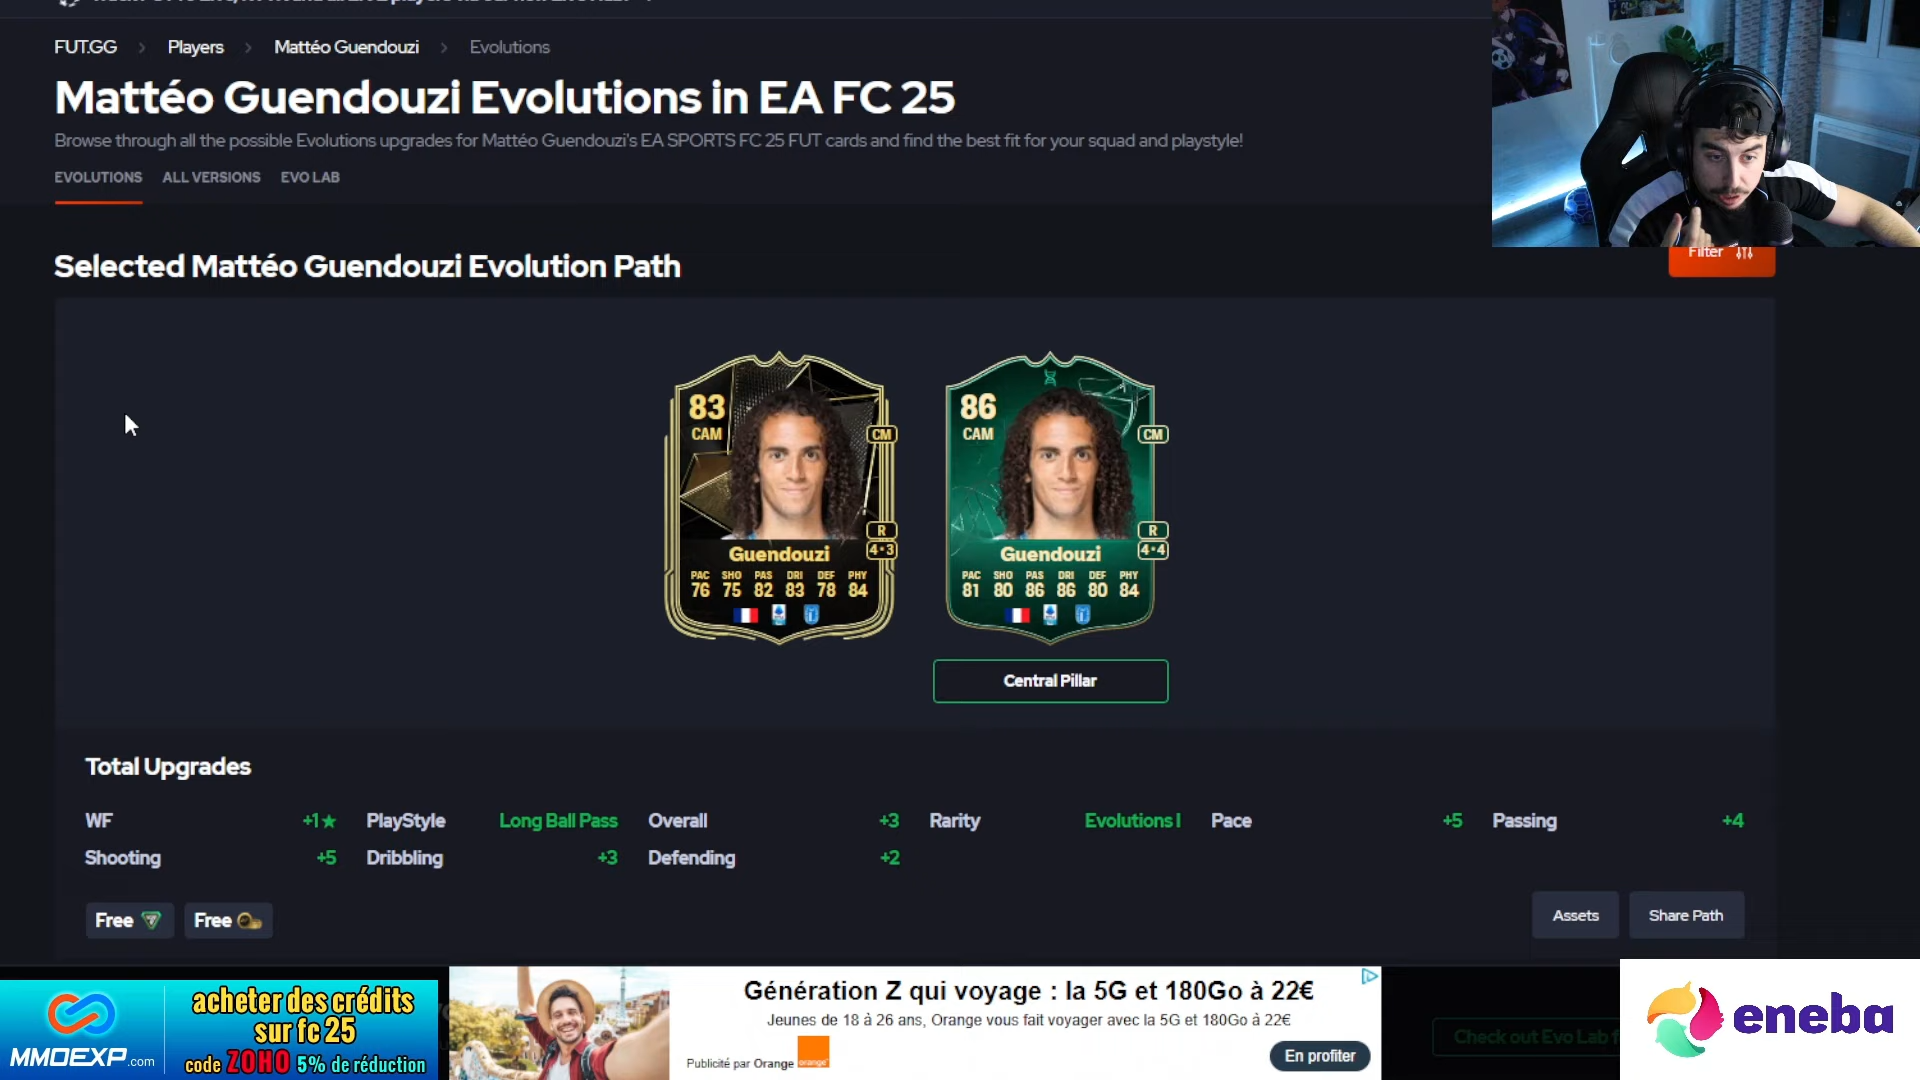 FUT.GG > Players > Mattéo Guendouzi > Evolutions
Mattéo Guendouzi Evolutions in EA FC 25
Browse through all the possible Evolutions upgrades for Mattéo Guendouzi's EA SPORTS FC 25 FUT cards and find the best fit for your squad and playstyle!
EVOLUTIONS ALL VERSIONS EVO LAB
Filter
Selected Mattéo Guendouzi Evolution Path
83
CAM
CM
R
4•3
Guendouzi
PAC SHO PAS DRI DEF PHY
76 75 82 83 78 84
86
CAM
CM
R
4•4
Guendouzi
PAC SHO PAS DRI DEF PHY
81 80 86 86 80 84
Central Pillar
Total Upgrades
WF +1★ PlayStyle Long Ball Pass Overall +3 Rarity Evolutions I Pace +5 Passing +4
Shooting +5 Dribbling +3 Defending +2
Free Free
Assets Share Path
MMOEXP.com
acheter des crédits
sur fc 25
code ZOHO 5% de réduction
Génération Z qui voyage : la 5G et 180Go à 22€
Jeunes de 18 à 26 ans, Orange vous fait voyager avec la 5G et 180Go à 22€
Publicité par Orange
orange
En profiter
Check out Evo Lab
eneba